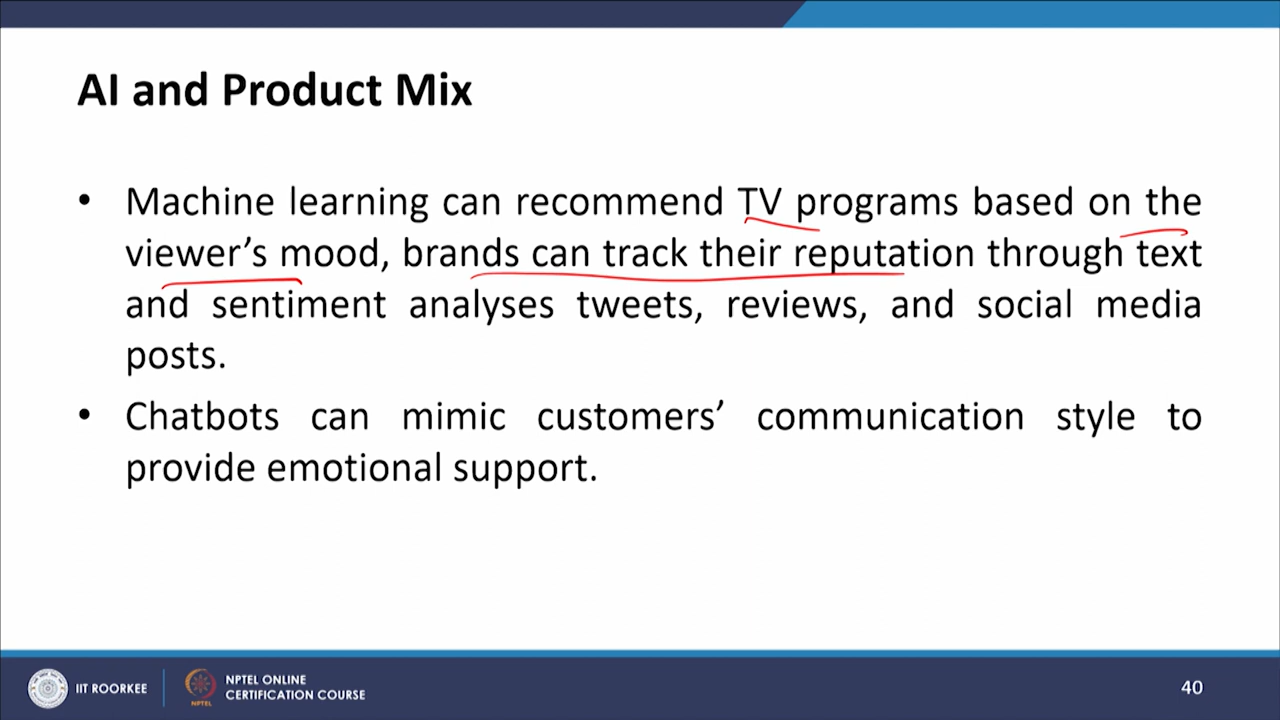 AI and Product Mix
• Machine learning can recommend TV programs based on the
viewer’s mood, brands can track their reputation through text
and sentiment analyses tweets, reviews, and social media
posts.
• Chatbots can mimic customers’ communication style to
provide emotional support.
IIT ROORKEE
NPTEL
NPTEL ONLINE
CERTIFICATION COURSE
40